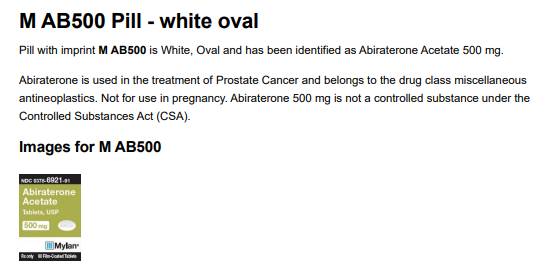 M AB500 Pill - white oval
Pill with imprint M AB500 is White, Oval and has been identified as Abiraterone Acetate 500 mg.
Abiraterone is used in the treatment of Prostate Cancer and belongs to the drug class miscellaneous
antineoplastics. Not for use in pregnancy. Abiraterone 500 mg is not a controlled substance under the
Controlled Substances Act (CSA).
Images for M AB500
NDC 0378-6921-91
Abiraterone
Acetate
Tablets, USP
500 mg
Mylan
Rx only 60 Film-Coated Tablets